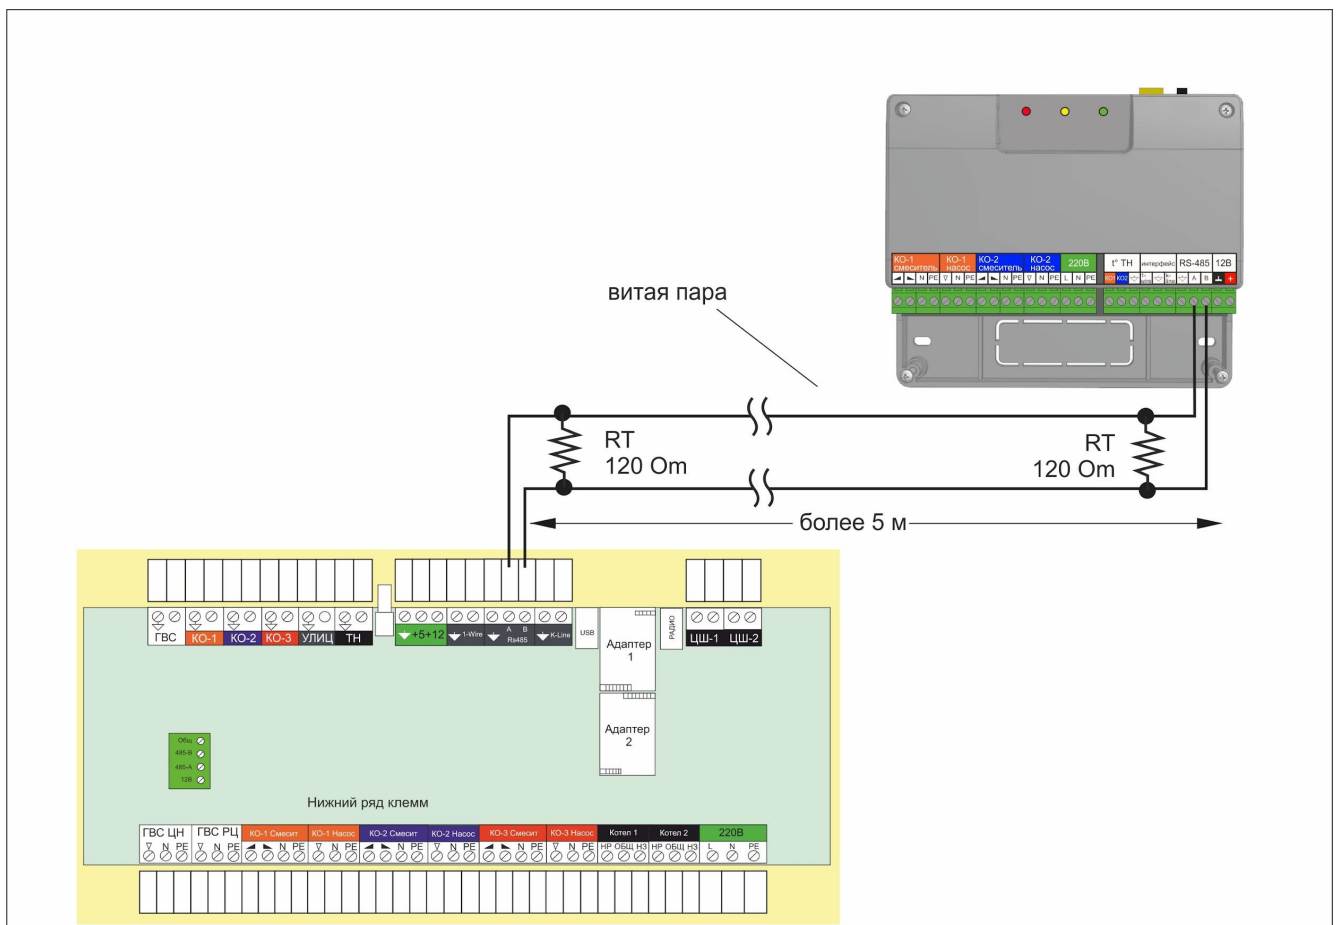 КО-1 КО-1 КО-2 КО-2 220В t° ТН интерфейс RS-485 12В
смеситель насос смеситель насос
N PE N PE N PE N PE L N PE КО1 КО2 A B +
витая пара
RT
120 Om
RT
120 Om
более 5 м
ГВС КО-1 КО-2 КО-3 УЛИЦ ТН
+5+12 1-Wire A B Rs485 K-Line
USB
Адаптер
1
РАДИО
ЦШ-1 ЦШ-2
Адаптер
2
Общ
485-B
485-A
12В
Нижний ряд клемм
ГВС ЦН ГВС РЦ КО-1 Смесит КО-1 Насос КО-2 Смесит КО-2 Насос КО-3 Смесит КО-3 Насос Котел 1 Котел 2 220В
N PE N PE N PE N PE N PE N PE N PE N PE НР ОБЩ НЗ НР ОБЩ НЗ L N PE